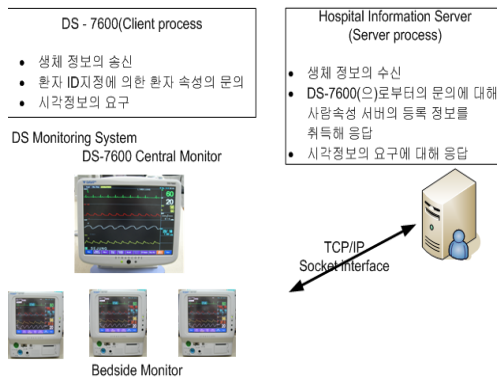 DS - 7600(Client process
• 생체 정보의 송신
• 환자 ID지정에 의한 환자 속성의 문의
• 시각정보의 요구
Hospital Information Server
(Server process)
• 생체 정보의 수신
• DS-7600(으)로부터의 문의에 대해
사람속성 서버의 등록 정보를
취득해 응답
• 시각정보의 요구에 대해 응답
DS Monitoring System
DS-7600 Central Monitor
60
20
TCP/IP
Socket Interface
Bedside Monitor